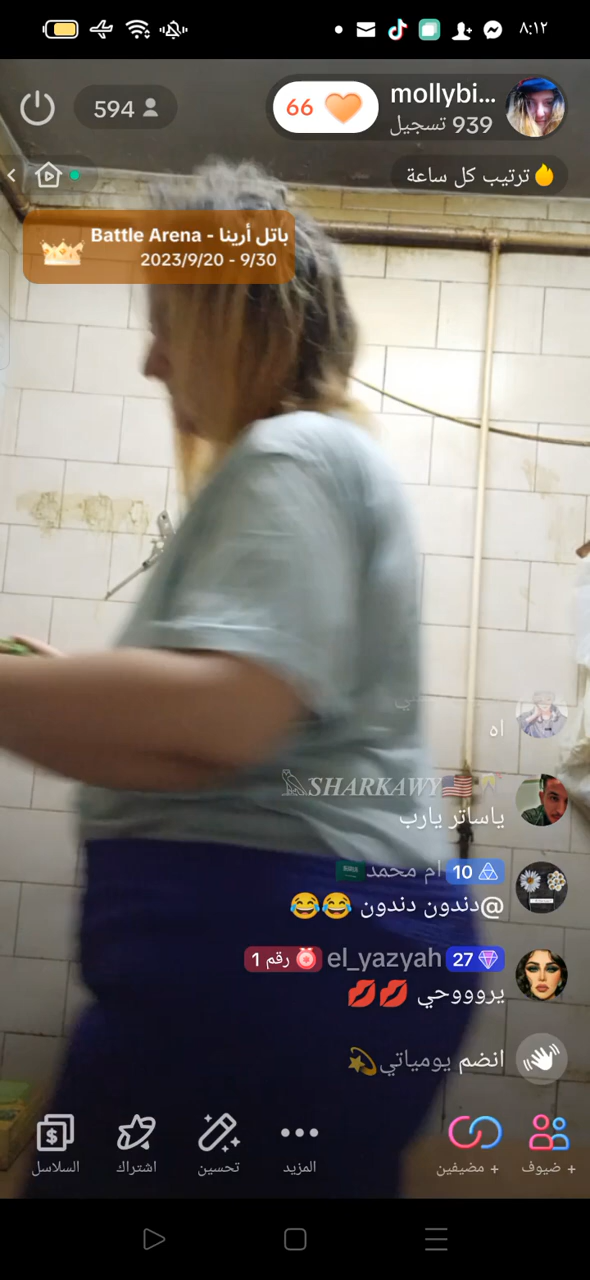 ٨:١٢
mollybi...
939 تسجيل
66
594
ترتيب كل ساعة
باتل أرينا - Battle Arena
2023/9/20 - 9/30
اه
SHARKAWY
ياساتر يارب
10 ام محمد
@دندون دندون 😂😂
27 el_yazyah رقم 1
يروووحي 💋💋
انضم يومياتي💫
+ ضيوف
+ مضيفين
المزيد
تحسين
اشتراك
السلاسل